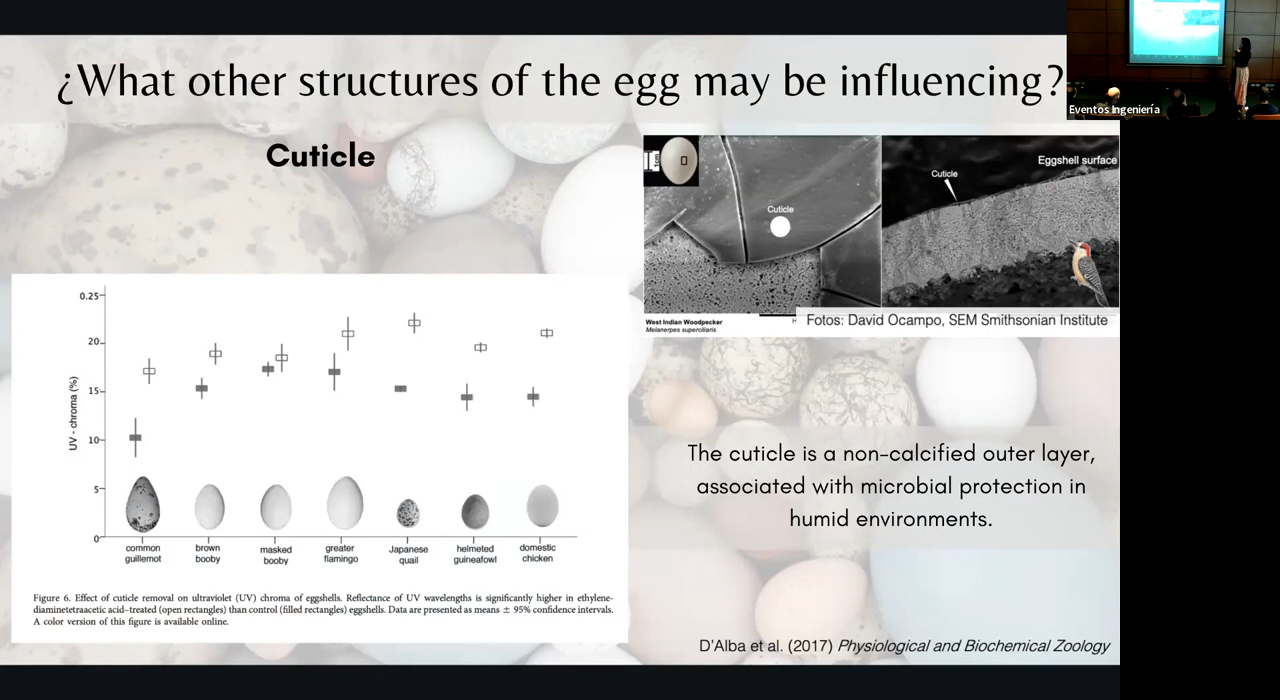 ¿What other structures of the egg may be influencing?
Eventos Ingeniería
Cuticle
1cm
Cuticle
Cuticle
Eggshell surface
West Indian Woodpecker
Melanerpes superciliaris
Fotos: David Ocampo, SEM Smithsonian Institute
0.25
20
15
10
5
0
UV - chroma (%)
common
guillemot
brown
booby
masked
booby
greater
flamingo
Japanese
quail
helmeted
guineafowl
domestic
chicken
Figure 6. Effect of cuticle removal on ultraviolet (UV) chroma of eggshells. Reflectance of UV wavelengths is significantly higher in ethylene-
diaminetetraacetic acid–treated (open rectangles) than control (filled rectangles) eggshells. Data are presented as means ± 95% confidence intervals.
A color version of this figure is available online.
The cuticle is a non-calcified outer layer,
associated with microbial protection in
humid environments.
D'Alba et al. (2017) Physiological and Biochemical Zoology